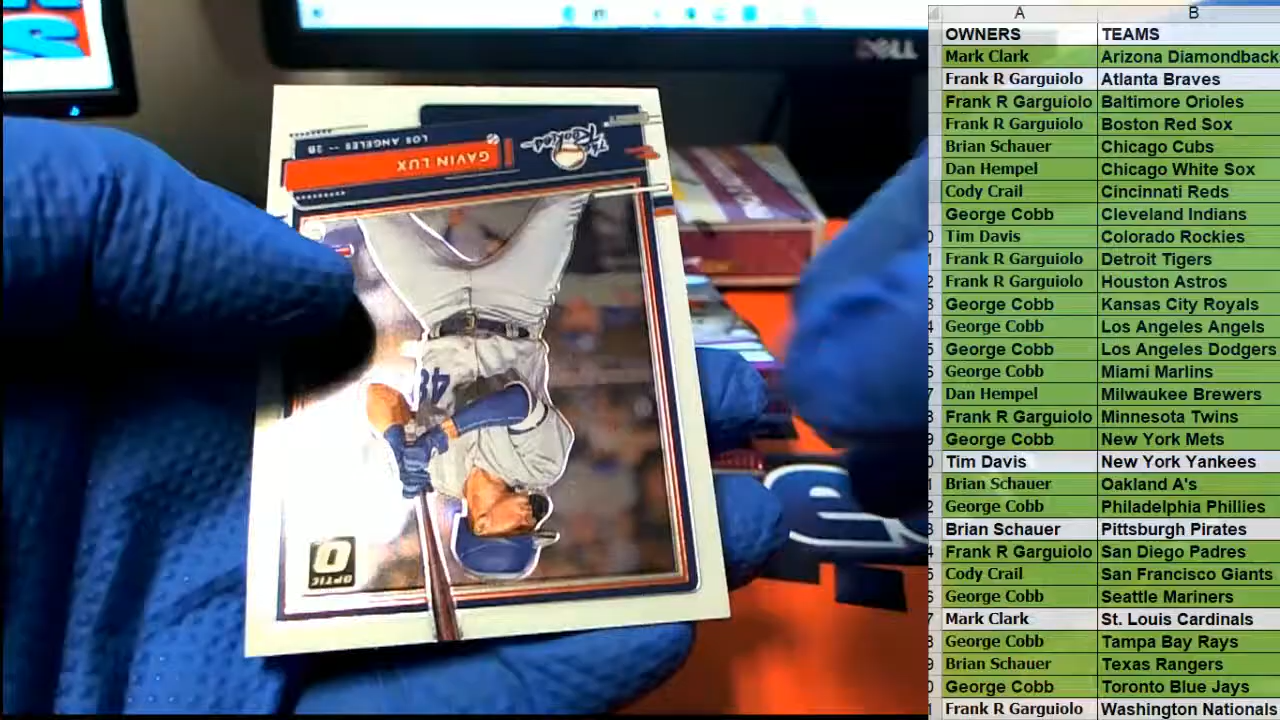 DELL
GAVIN LUX
LOS ANGELES -- 2B
The Rookies
48
OPTIC
A B
OWNERS TEAMS
Mark Clark Arizona Diamondback
Frank R Garguiolo Atlanta Braves
Frank R Garguiolo Baltimore Orioles
Frank R Garguiolo Boston Red Sox
Brian Schauer Chicago Cubs
Dan Hempel Chicago White Sox
Cody Crail Cincinnati Reds
George Cobb Cleveland Indians
Tim Davis Colorado Rockies
Frank R Garguiolo Detroit Tigers
Frank R Garguiolo Houston Astros
George Cobb Kansas City Royals
George Cobb Los Angeles Angels
George Cobb Los Angeles Dodgers
George Cobb Miami Marlins
Dan Hempel Milwaukee Brewers
Frank R Garguiolo Minnesota Twins
George Cobb New York Mets
Tim Davis New York Yankees
Brian Schauer Oakland A's
George Cobb Philadelphia Phillies
Brian Schauer Pittsburgh Pirates
Frank R Garguiolo San Diego Padres
Cody Crail San Francisco Giants
George Cobb Seattle Mariners
Mark Clark St. Louis Cardinals
George Cobb Tampa Bay Rays
Brian Schauer Texas Rangers
George Cobb Toronto Blue Jays
Frank R Garguiolo Washington Nationals